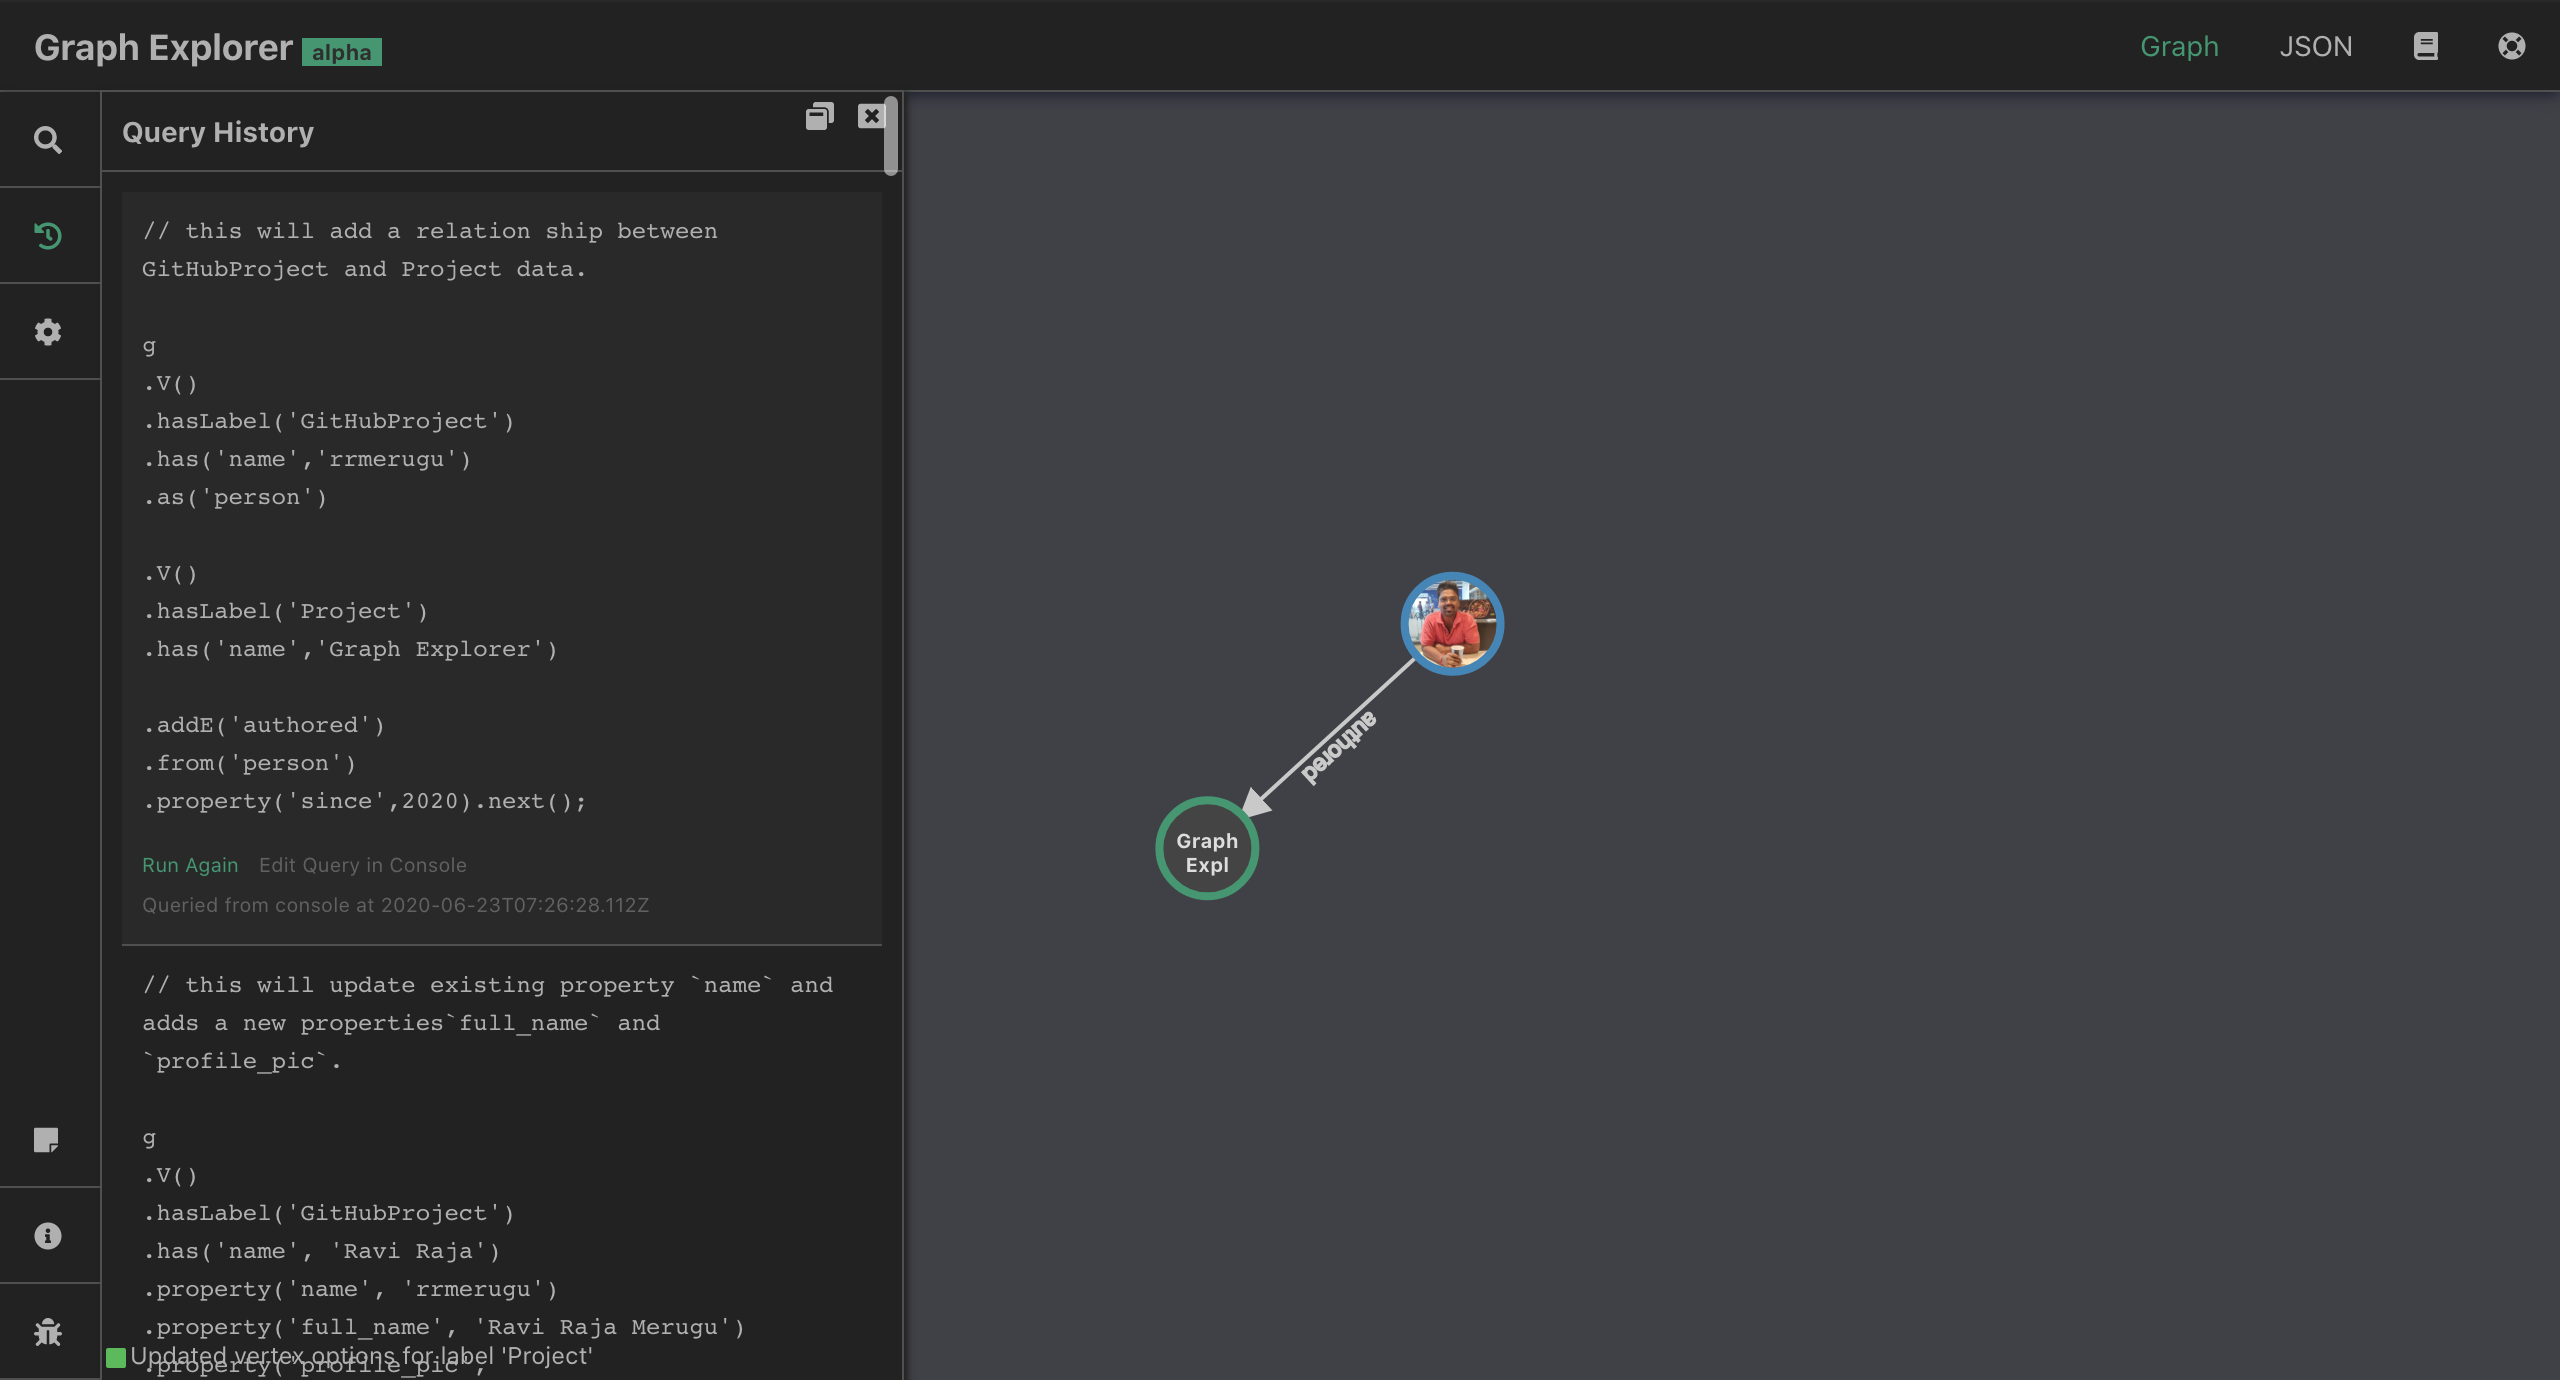 Graph Explorer alpha
Graph
JSON
Query History
// this will add a relation ship between
GitHubProject and Project data.
g
.V()
.hasLabel('GitHubProject')
.has('name','rrmerugu')
.as('person')
.V()
.hasLabel('Project')
.has('name','Graph Explorer')
.addE('authored')
.from('person')
.property('since',2020).next();
Run Again Edit Query in Console
Queried from console at 2020-06-23T07:26:28.112Z
// this will update existing property `name` and
adds a new properties`full_name` and
`profile_pic`.
g
.V()
.hasLabel('GitHubProject')
.has('name', 'Ravi Raja')
.property('name', 'rrmerugu')
.property('full_name', 'Ravi Raja Merugu')
.property('profile_pic',
Updated vertex options for label 'Project'
authored
Graph
Expl